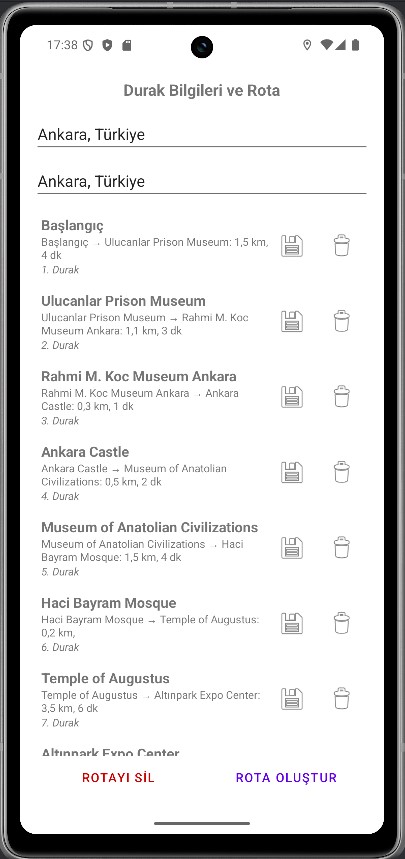 17:38
Durak Bilgileri ve Rota
Ankara, Türkiye
Ankara, Türkiye
Başlangıç
Başlangıç → Ulucanlar Prison Museum: 1,5 km,
4 dk
1. Durak
Ulucanlar Prison Museum
Ulucanlar Prison Museum → Rahmi M. Koc
Museum Ankara: 1,1 km, 3 dk
2. Durak
Rahmi M. Koc Museum Ankara
Rahmi M. Koc Museum Ankara → Ankara
Castle: 0,3 km, 1 dk
3. Durak
Ankara Castle
Ankara Castle → Museum of Anatolian
Civilizations: 0,5 km, 2 dk
4. Durak
Museum of Anatolian Civilizations
Museum of Anatolian Civilizations → Haci
Bayram Mosque: 1,5 km, 4 dk
5. Durak
Haci Bayram Mosque
Haci Bayram Mosque → Temple of Augustus:
0,2 km,
6. Durak
Temple of Augustus
Temple of Augustus → Altınpark Expo Center:
3,5 km, 6 dk
7. Durak
Altınpark Expo Center
ROTAYI SİL
ROTA OLUŞTUR